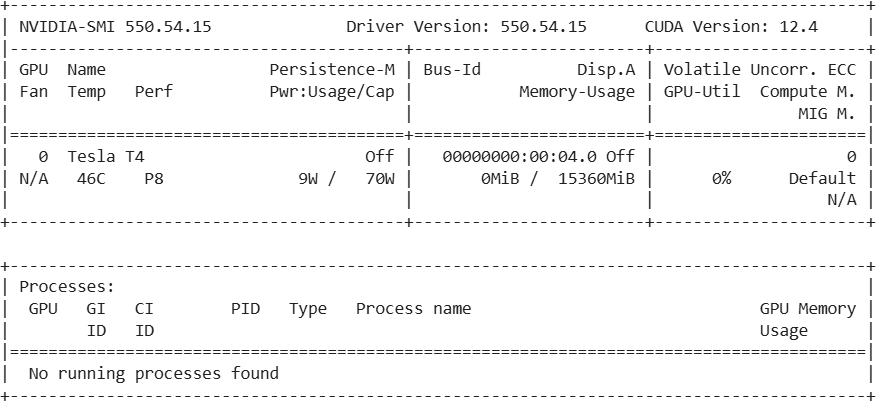 +-----------------------------------------------------------------------------------------+
| NVIDIA-SMI 550.54.15              Driver Version: 550.54.15      CUDA Version: 12.4     |
|-----------------------------------------+------------------------+----------------------+
| GPU  Name                 Persistence-M | Bus-Id          Disp.A | Volatile Uncorr. ECC |
| Fan  Temp   Perf          Pwr:Usage/Cap |           Memory-Usage | GPU-Util  Compute M. |
|                                         |                        |               MIG M. |
|=========================================+========================+======================|
|   0  Tesla T4                       Off |   00000000:00:04.0 Off |                    0 |
| N/A   46C    P8              9W /   70W |       0MiB /  15360MiB |      0%      Default |
|                                         |                        |                  N/A |
+-----------------------------------------+------------------------+----------------------+

+-----------------------------------------------------------------------------------------+
| Processes:                                                                              |
|  GPU   GI   CI        PID   Type   Process name                              GPU Memory |
|        ID   ID                                                               Usage      |
|=========================================================================================|
|  No running processes found                                                             |
+-----------------------------------------------------------------------------------------+